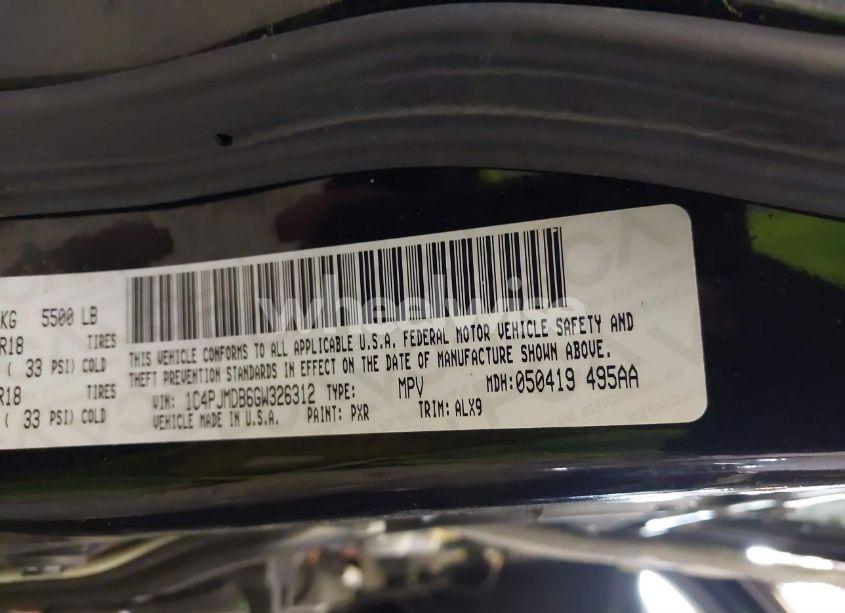 KG 5500 LB
R18 TIRES
( 33 PSI) COLD
R18 TIRES
( 33 PSI) COLD
THIS VEHICLE CONFORMS TO ALL APPLICABLE U.S.A. FEDERAL MOTOR VEHICLE SAFETY AND
THEFT PREVENTION STANDARDS IN EFFECT ON THE DATE OF MANUFACTURE SHOWN ABOVE.
VIN: 1C4PJMDB6GW326312 TYPE: MPV MDH:050419 495AA
VEHICLE MADE IN U.S.A. PAINT: PXR TRIM: ALX9
wheelwise